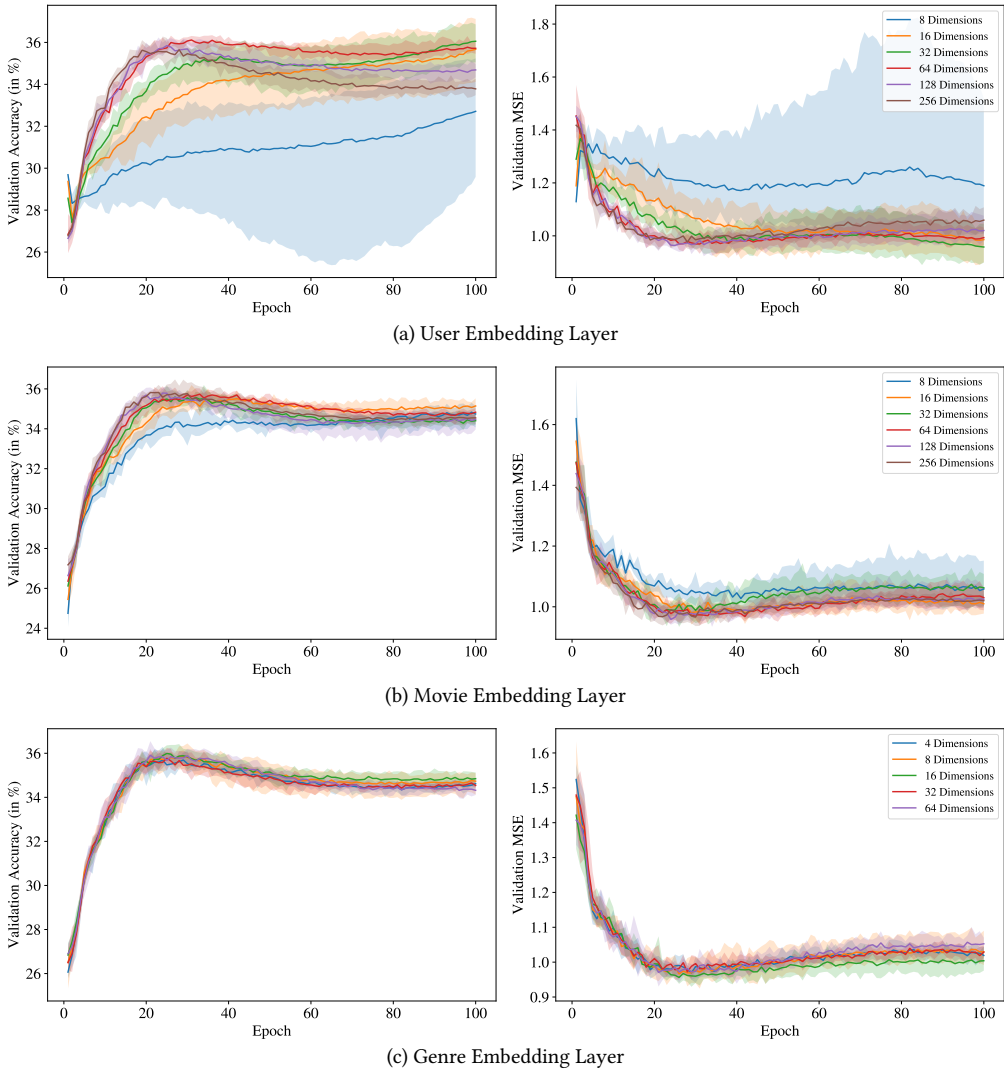 36
34
32
30
28
26
0
20
40
60
80
100
Validation Accuracy (in %)
Epoch
1.8
1.6
1.4
1.2
1.0
0
20
40
60
80
100
Validation MSE
Epoch
8 Dimensions
16 Dimensions
32 Dimensions
64 Dimensions
128 Dimensions
256 Dimensions
(a) User Embedding Layer
36
34
32
30
28
26
24
0
20
40
60
80
100
Validation Accuracy (in %)
Epoch
1.6
1.4
1.2
1.0
0
20
40
60
80
100
Validation MSE
Epoch
8 Dimensions
16 Dimensions
32 Dimensions
64 Dimensions
128 Dimensions
256 Dimensions
(b) Movie Embedding Layer
36
34
32
30
28
26
0
20
40
60
80
100
Validation Accuracy (in %)
Epoch
1.6
1.5
1.4
1.3
1.2
1.1
1.0
0.9
0
20
40
60
80
100
Validation MSE
Epoch
4 Dimensions
8 Dimensions
16 Dimensions
32 Dimensions
64 Dimensions
(c) Genre Embedding Layer